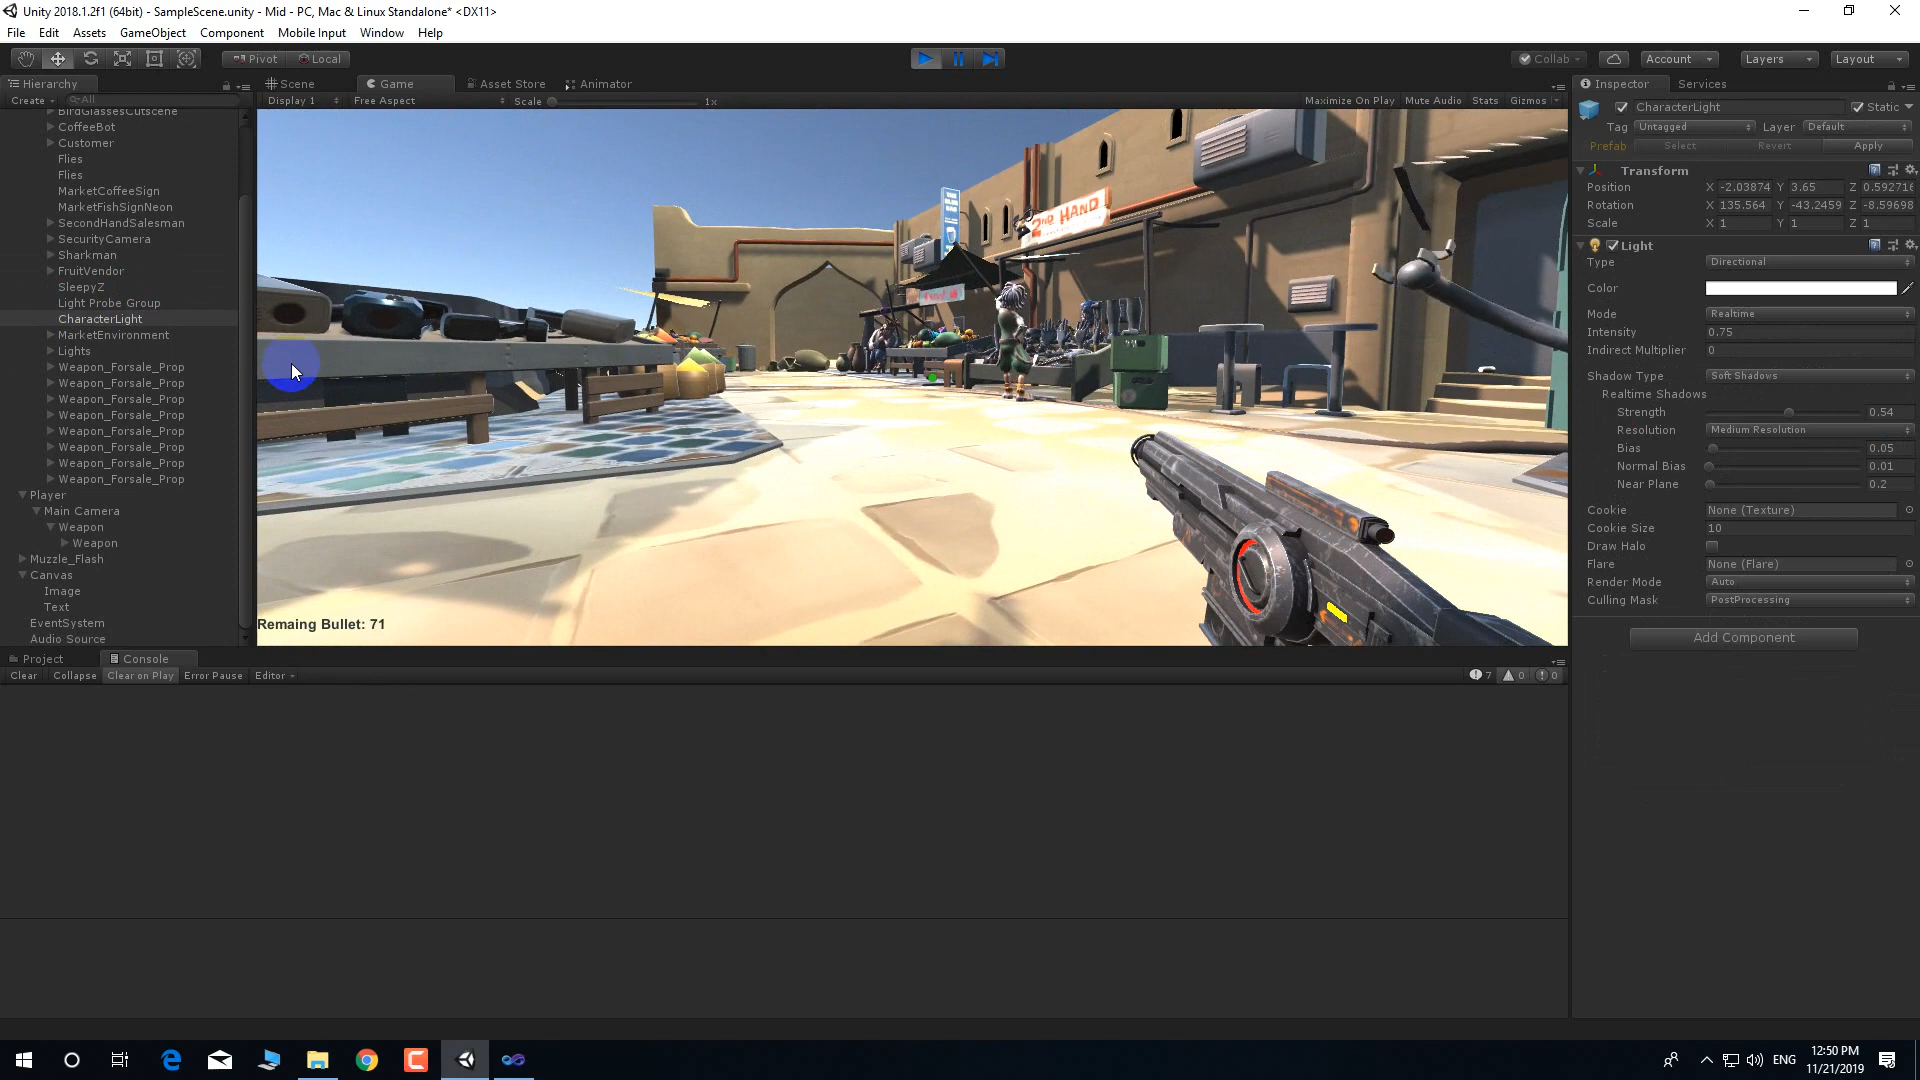 Unity 2018.1.2f1 (64bit) - SampleScene.unity - Mid - PC, Mac & Linux Standalone* <DX11>
File Edit Assets GameObject Component Mobile Input Window Help
Pivot Local Collab Account Layers Layout
Hierarchy Scene Game Asset Store Animator Inspector Services
Create All Display 1 Free Aspect Scale 1x Maximize On Play Mute Audio Stats Gizmos
CharacterLight Static
Tag Untagged Layer Default
Prefab Select Revert Apply
Transform
Position X -2.03874 Y 3.65 Z 0.592716
Rotation X 135.564 Y -43.2459 Z -8.59698
Scale X 1 Y 1 Z 1
Light
Type Directional
Color
Mode Realtime
Intensity 0.75
Indirect Multiplier 0
Shadow Type Soft Shadows
Realtime Shadows
Strength 0.54
Resolution Medium Resolution
Bias 0.05
Normal Bias 0.01
Near Plane 0.2
Cookie None (Texture)
Cookie Size 10
Draw Halo
Flare None (Flare)
Render Mode Auto
Culling Mask PostProcessing
Add Component
BirdGlassesCutscene
CoffeeBot
Customer
Flies
Flies
MarketCoffeeSign
MarketFishSignNeon
SecondHandSalesman
SecurityCamera
Sharkman
FruitVendor
SleepyZ
Light Probe Group
CharacterLight
MarketEnvironment
Lights
Weapon_Forsale_Prop
Weapon_Forsale_Prop
Weapon_Forsale_Prop
Weapon_Forsale_Prop
Weapon_Forsale_Prop
Weapon_Forsale_Prop
Weapon_Forsale_Prop
Weapon_Forsale_Prop
Player
Main Camera
Weapon
Weapon
Muzzle_Flash
Canvas
Image
Text
EventSystem
Audio Source
2ND HAND
Remaing Bullet: 71
Project Console
Clear Collapse Clear on Play Error Pause Editor 7 0 0
ENG
12:50 PM
11/21/2019